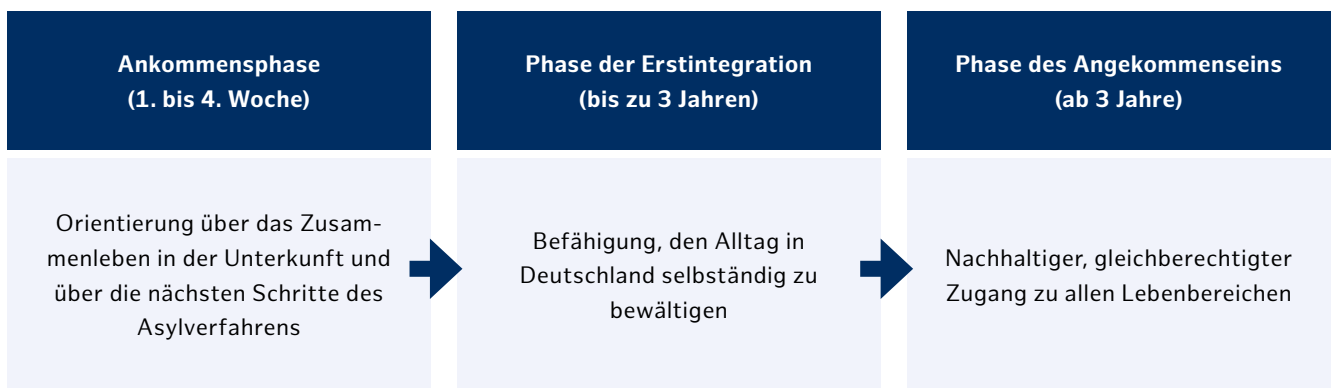 Ankommensphase
(1. bis 4. Woche)
Orientierung über das Zusam-
menleben in der Unterkunft und
über die nächsten Schritte des
Asylverfahrens
Phase der Erstintegration
(bis zu 3 Jahren)
Befähigung, den Alltag in
Deutschland selbständig zu
bewältigen
Phase des Angekommenseins
(ab 3 Jahre)
Nachhaltiger, gleichberechtigter
Zugang zu allen Lebenbereichen